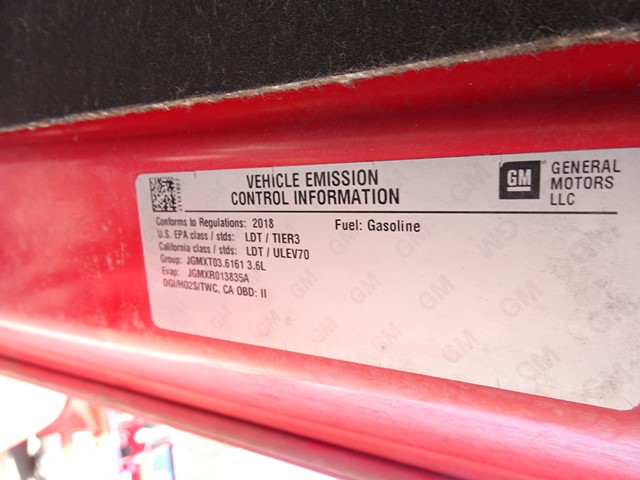 VEHICLE EMISSION
CONTROL INFORMATION
GM
GENERAL
MOTORS
LLC
Conforms to Regulations: 2018
Fuel: Gasoline
U.S. EPA class / stds: LDT / TIER3
California class / stds: LDT / ULEV70
Group: JGMXT03.6161 3.6L
Evap: JGMXR013835A
DGI/HO2S/TWC, CA OBD: II